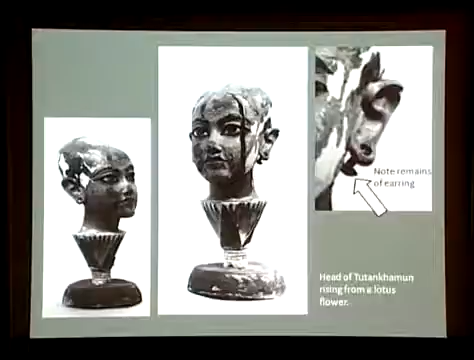 Note remains
of earring
Head of Tutankhamun
rising from a lotus
flower.